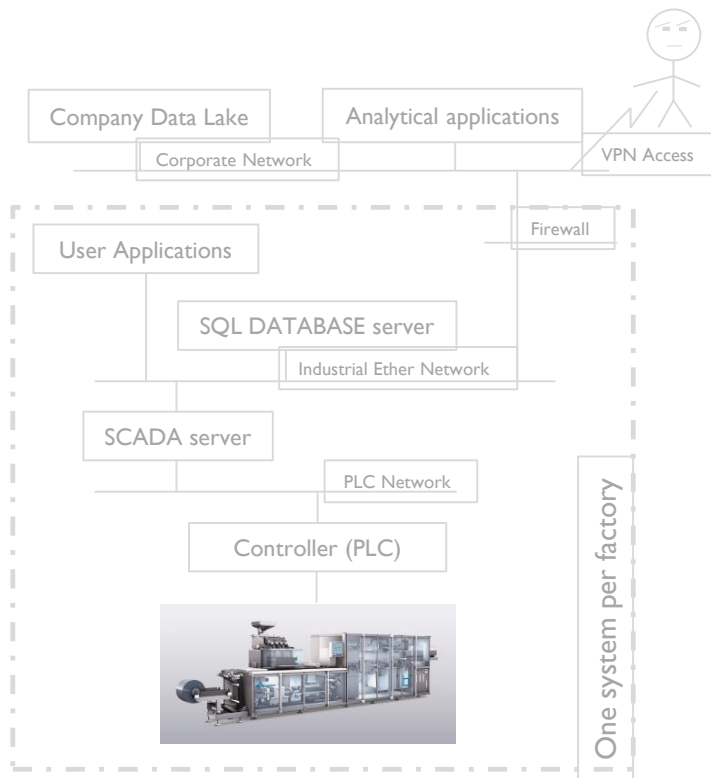 Company Data Lake
Analytical applications
Corporate Network
VPN Access
Firewall
User Applications
SQL DATABASE server
Industrial Ether Network
SCADA server
PLC Network
Controller (PLC)
One system per factory